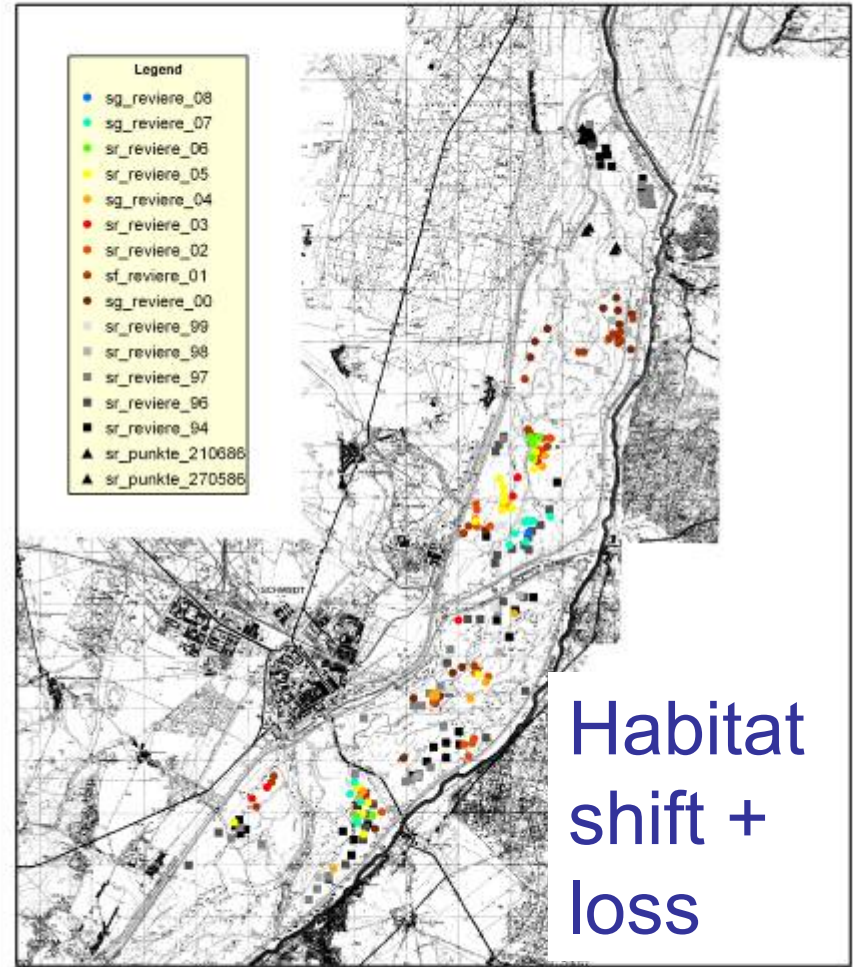 Legend
sg_reviere_08
sg_reviere_07
sr_reviere_06
sr_reviere_05
sg_reviere_04
sr_reviere_03
sr_reviere_02
sf_reviere_01
sg_reviere_00
sr_reviere_99
sr_reviere_98
sr_reviere_97
sr_reviere_96
sr_reviere_94
sr_punkte_210686
sr_punkte_270586
SCHWEDT
Habitat
shift +
loss